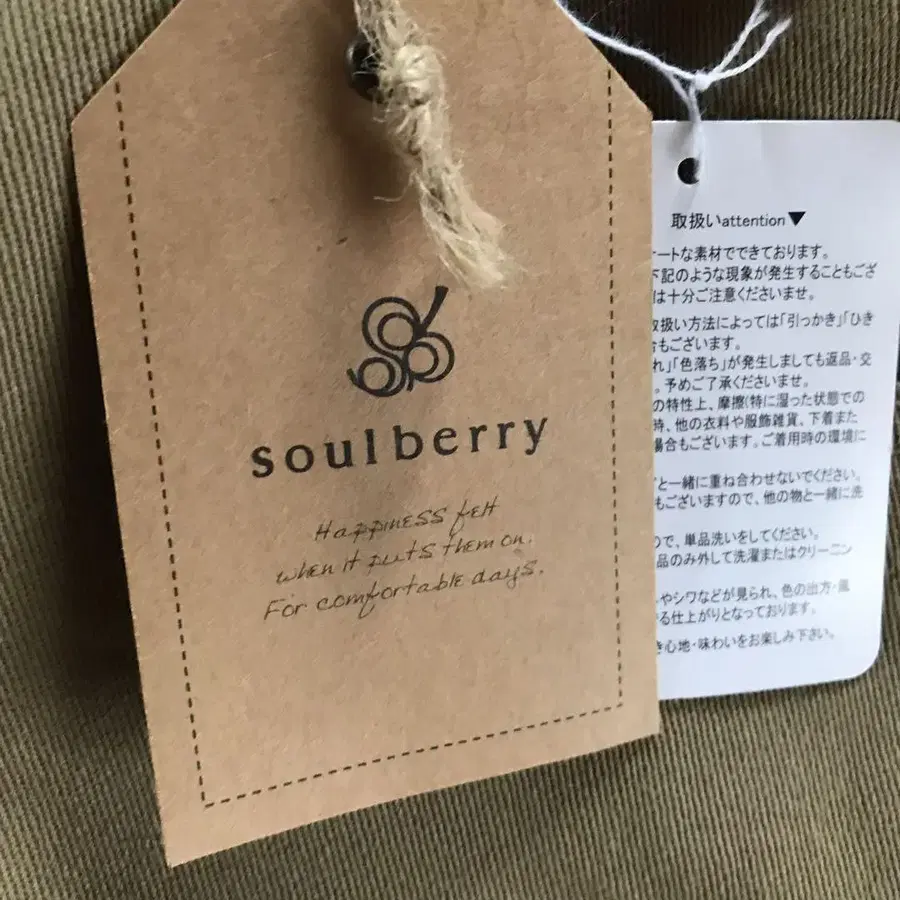 soulberry
Happiness felt
when it puts them on.
For comfortable days.
取扱いattention▼
ートな素材でできております。
下記のような現象が発生することもござ
は十分ご注意くださいませ。
取扱い方法によっては「引っかき」「ひき
もございます。
れ」「色落ち」が発生しましても返品・交
。予めご了承くださいませ。
の特性上、摩擦(特に湿った状態での
時、他の衣料や服飾雑貨、下着また
場合もございます。ご着用時の環境に
と一緒に重ね合わせないでください。
もございますので、他の物と一緒に洗
ので、単品洗いをしてください。
品のみ外して洗濯またはクリーニン
やシワなどが見られ、色の出方・風
る仕上がりとなっております。
き心地・味わいをお楽しみ下さい。